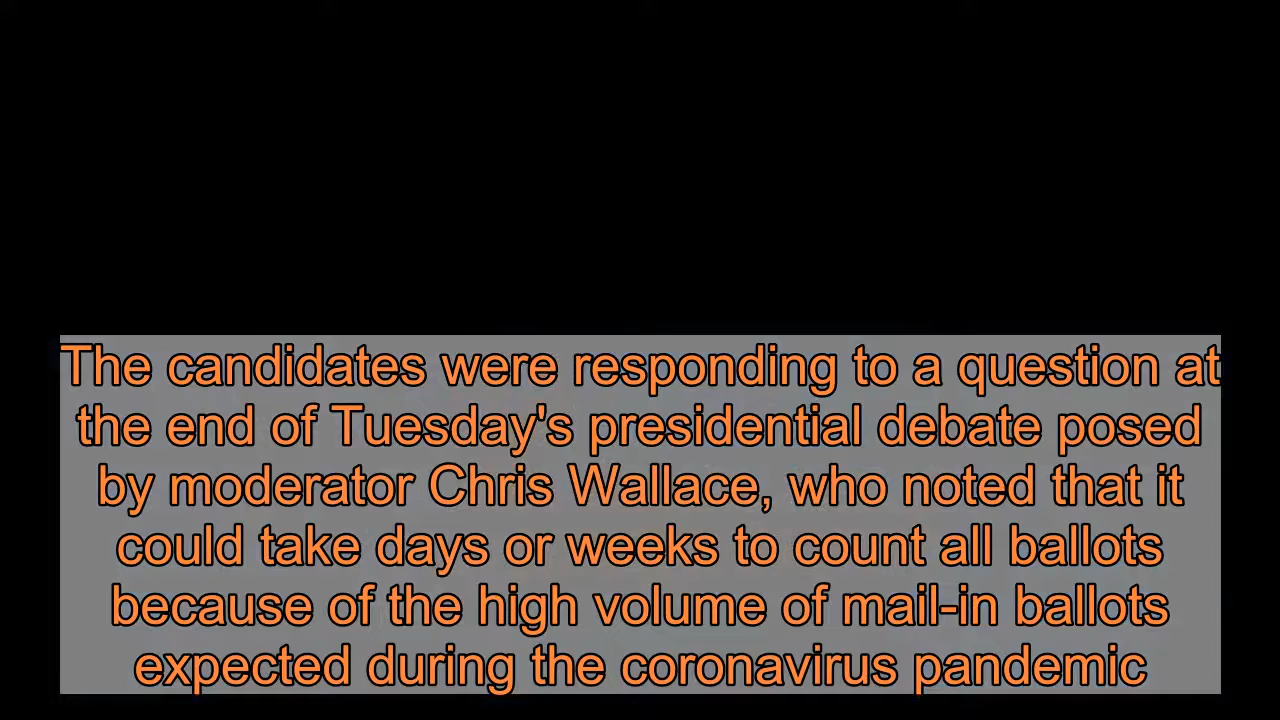 The candidates were responding to a question at
the end of Tuesday's presidential debate posed
by moderator Chris Wallace, who noted that it
could take days or weeks to count all ballots
because of the high volume of mail-in ballots
expected during the coronavirus pandemic